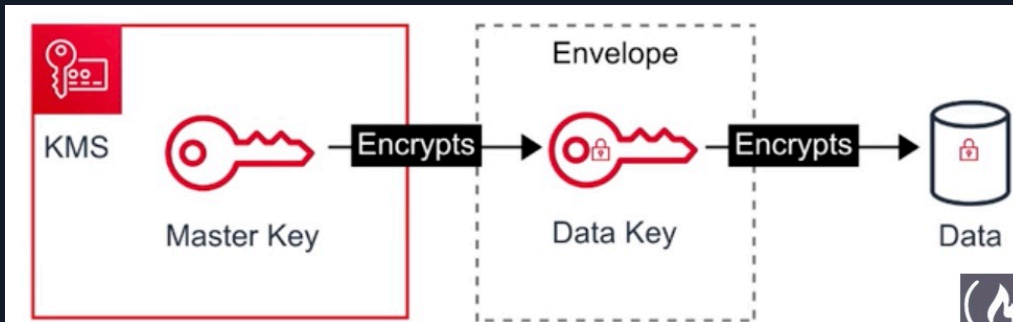 Envelope
KMS
Encrypts
Encrypts
Master Key
Data Key
Data